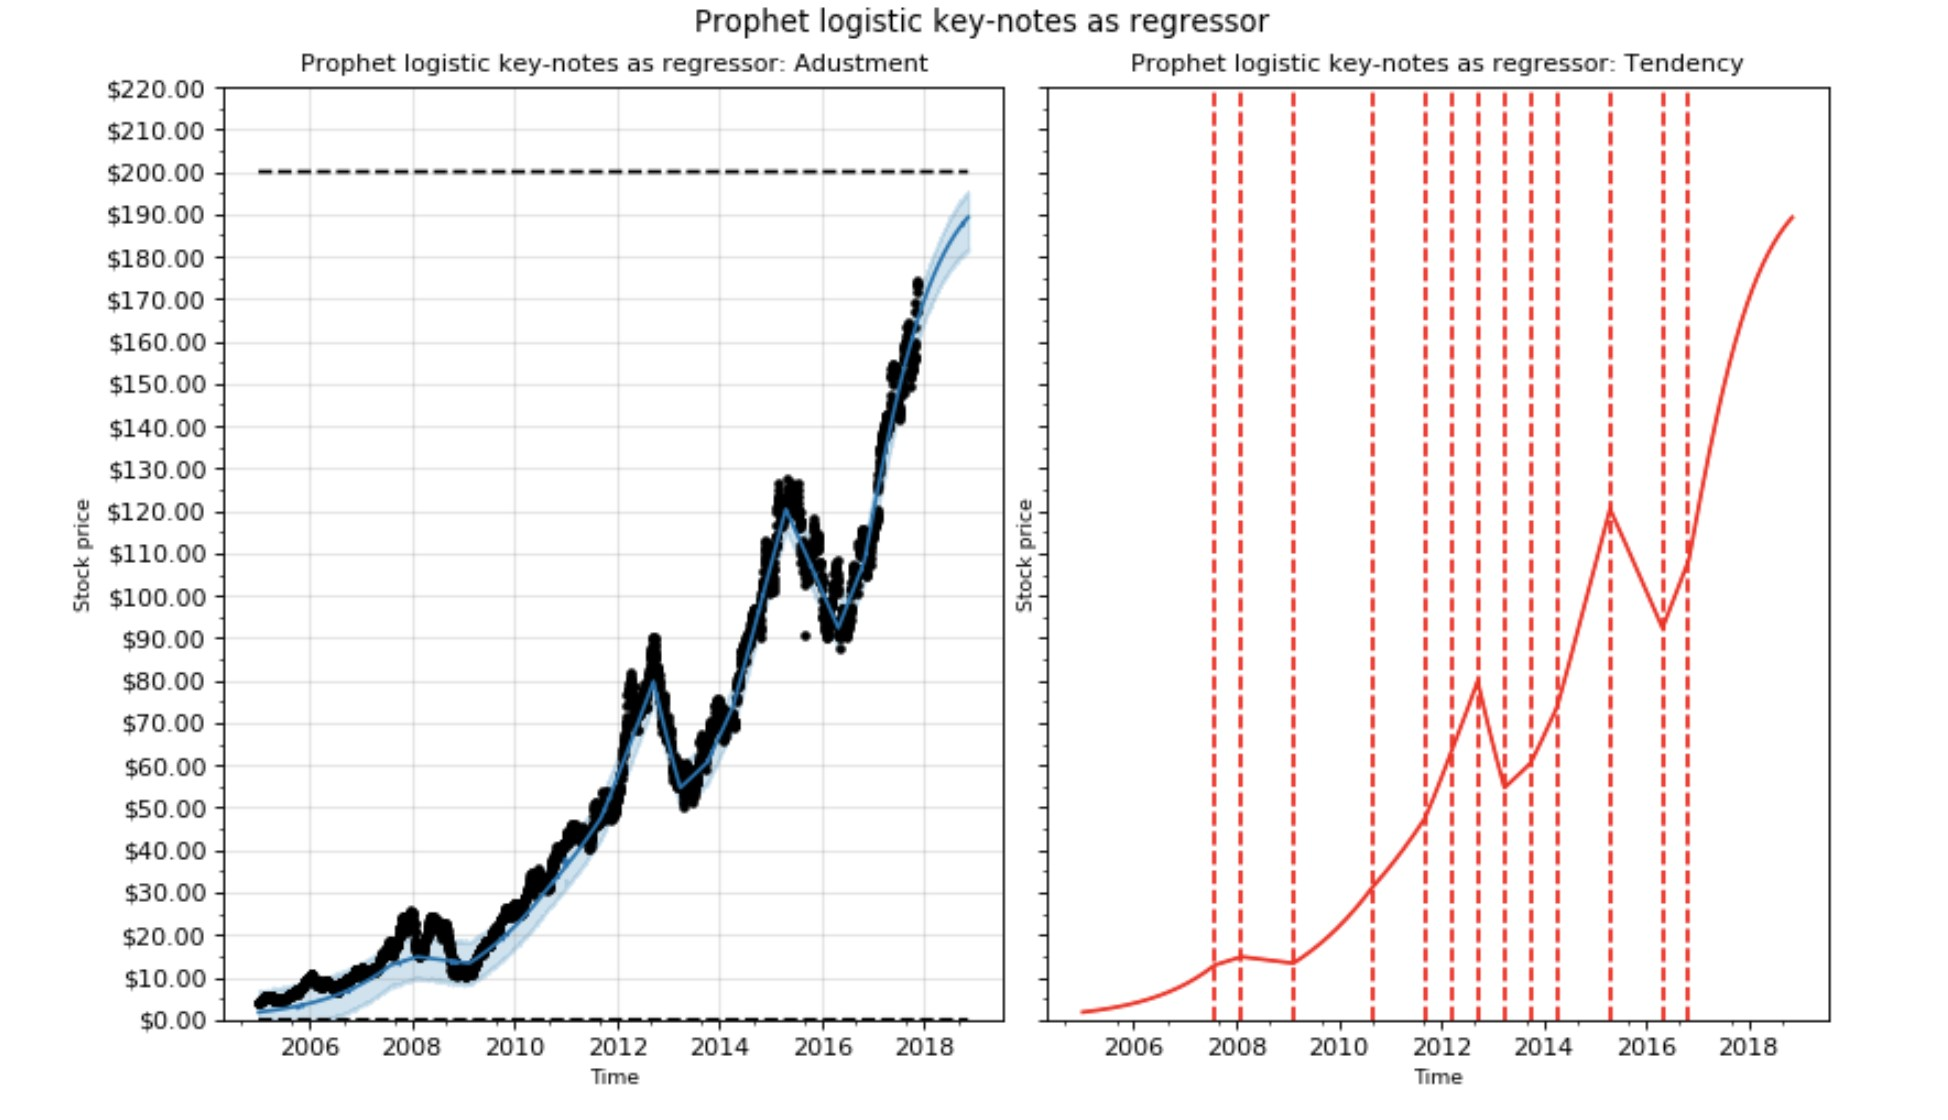 Prophet logistic key-notes as regressor
Prophet logistic key-notes as regressor: Adustment
Prophet logistic key-notes as regressor: Tendency
$220.00
$210.00
$200.00
$190.00
$180.00
$170.00
$160.00
$150.00
$140.00
$130.00
$120.00
$110.00
$100.00
$90.00
$80.00
$70.00
$60.00
$50.00
$40.00
$30.00
$20.00
$10.00
$0.00
Stock price
2006 2008 2010 2012 2014 2016 2018
Time
Stock price
2006 2008 2010 2012 2014 2016 2018
Time